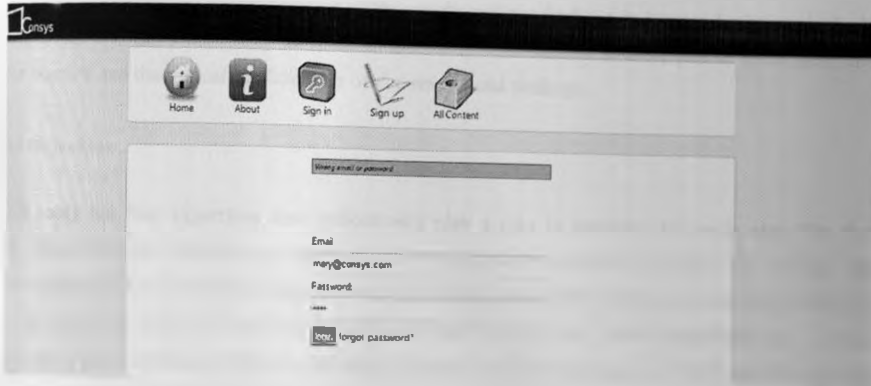 Consys
Home About Sign in Sign up All Content
Wrong email or password
Email
mary@consys.com
Password:
****
forgot password?